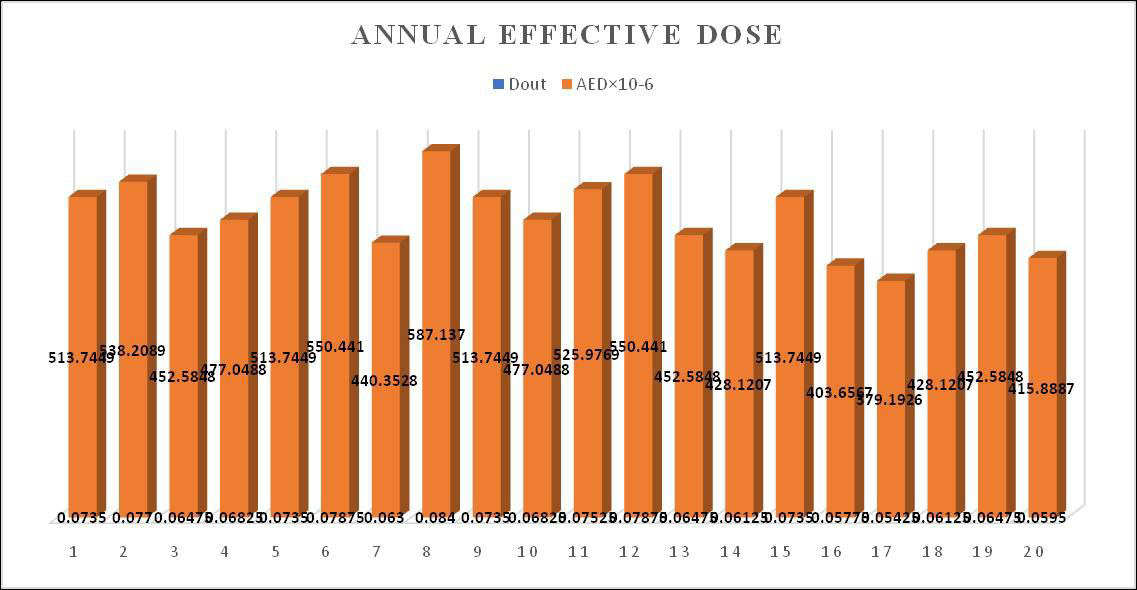 ANNUAL EFFECTIVE DOSE
Dout AED×10-6
513.7449 538.2089 452.5848 477.0488 513.7449 550.441 440.3528 587.137 513.7449 477.0488 525.9769 550.441 452.5848 428.1207 513.7449 403.6567 379.1926 428.1207 452.5848 415.8887
0.0735 0.077 0.06475 0.06825 0.0735 0.07875 0.063 0.084 0.0735 0.06825 0.07525 0.07875 0.06475 0.06125 0.0735 0.05775 0.05425 0.06125 0.06475 0.0595
1 2 3 4 5 6 7 8 9 10 11 12 13 14 15 16 17 18 19 20